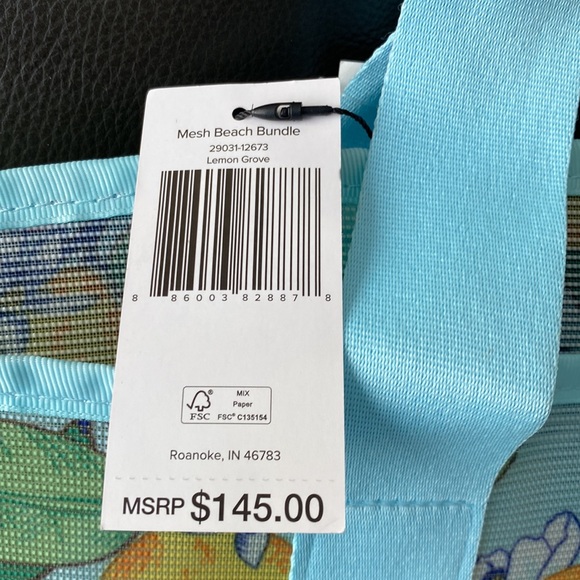 Mesh Beach Bundle
29031-12673
Lemon Grove
8 86003 82887 8
MIX
Paper
FSC® C135154
FSC
Roanoke, IN 46783
MSRP $145.00